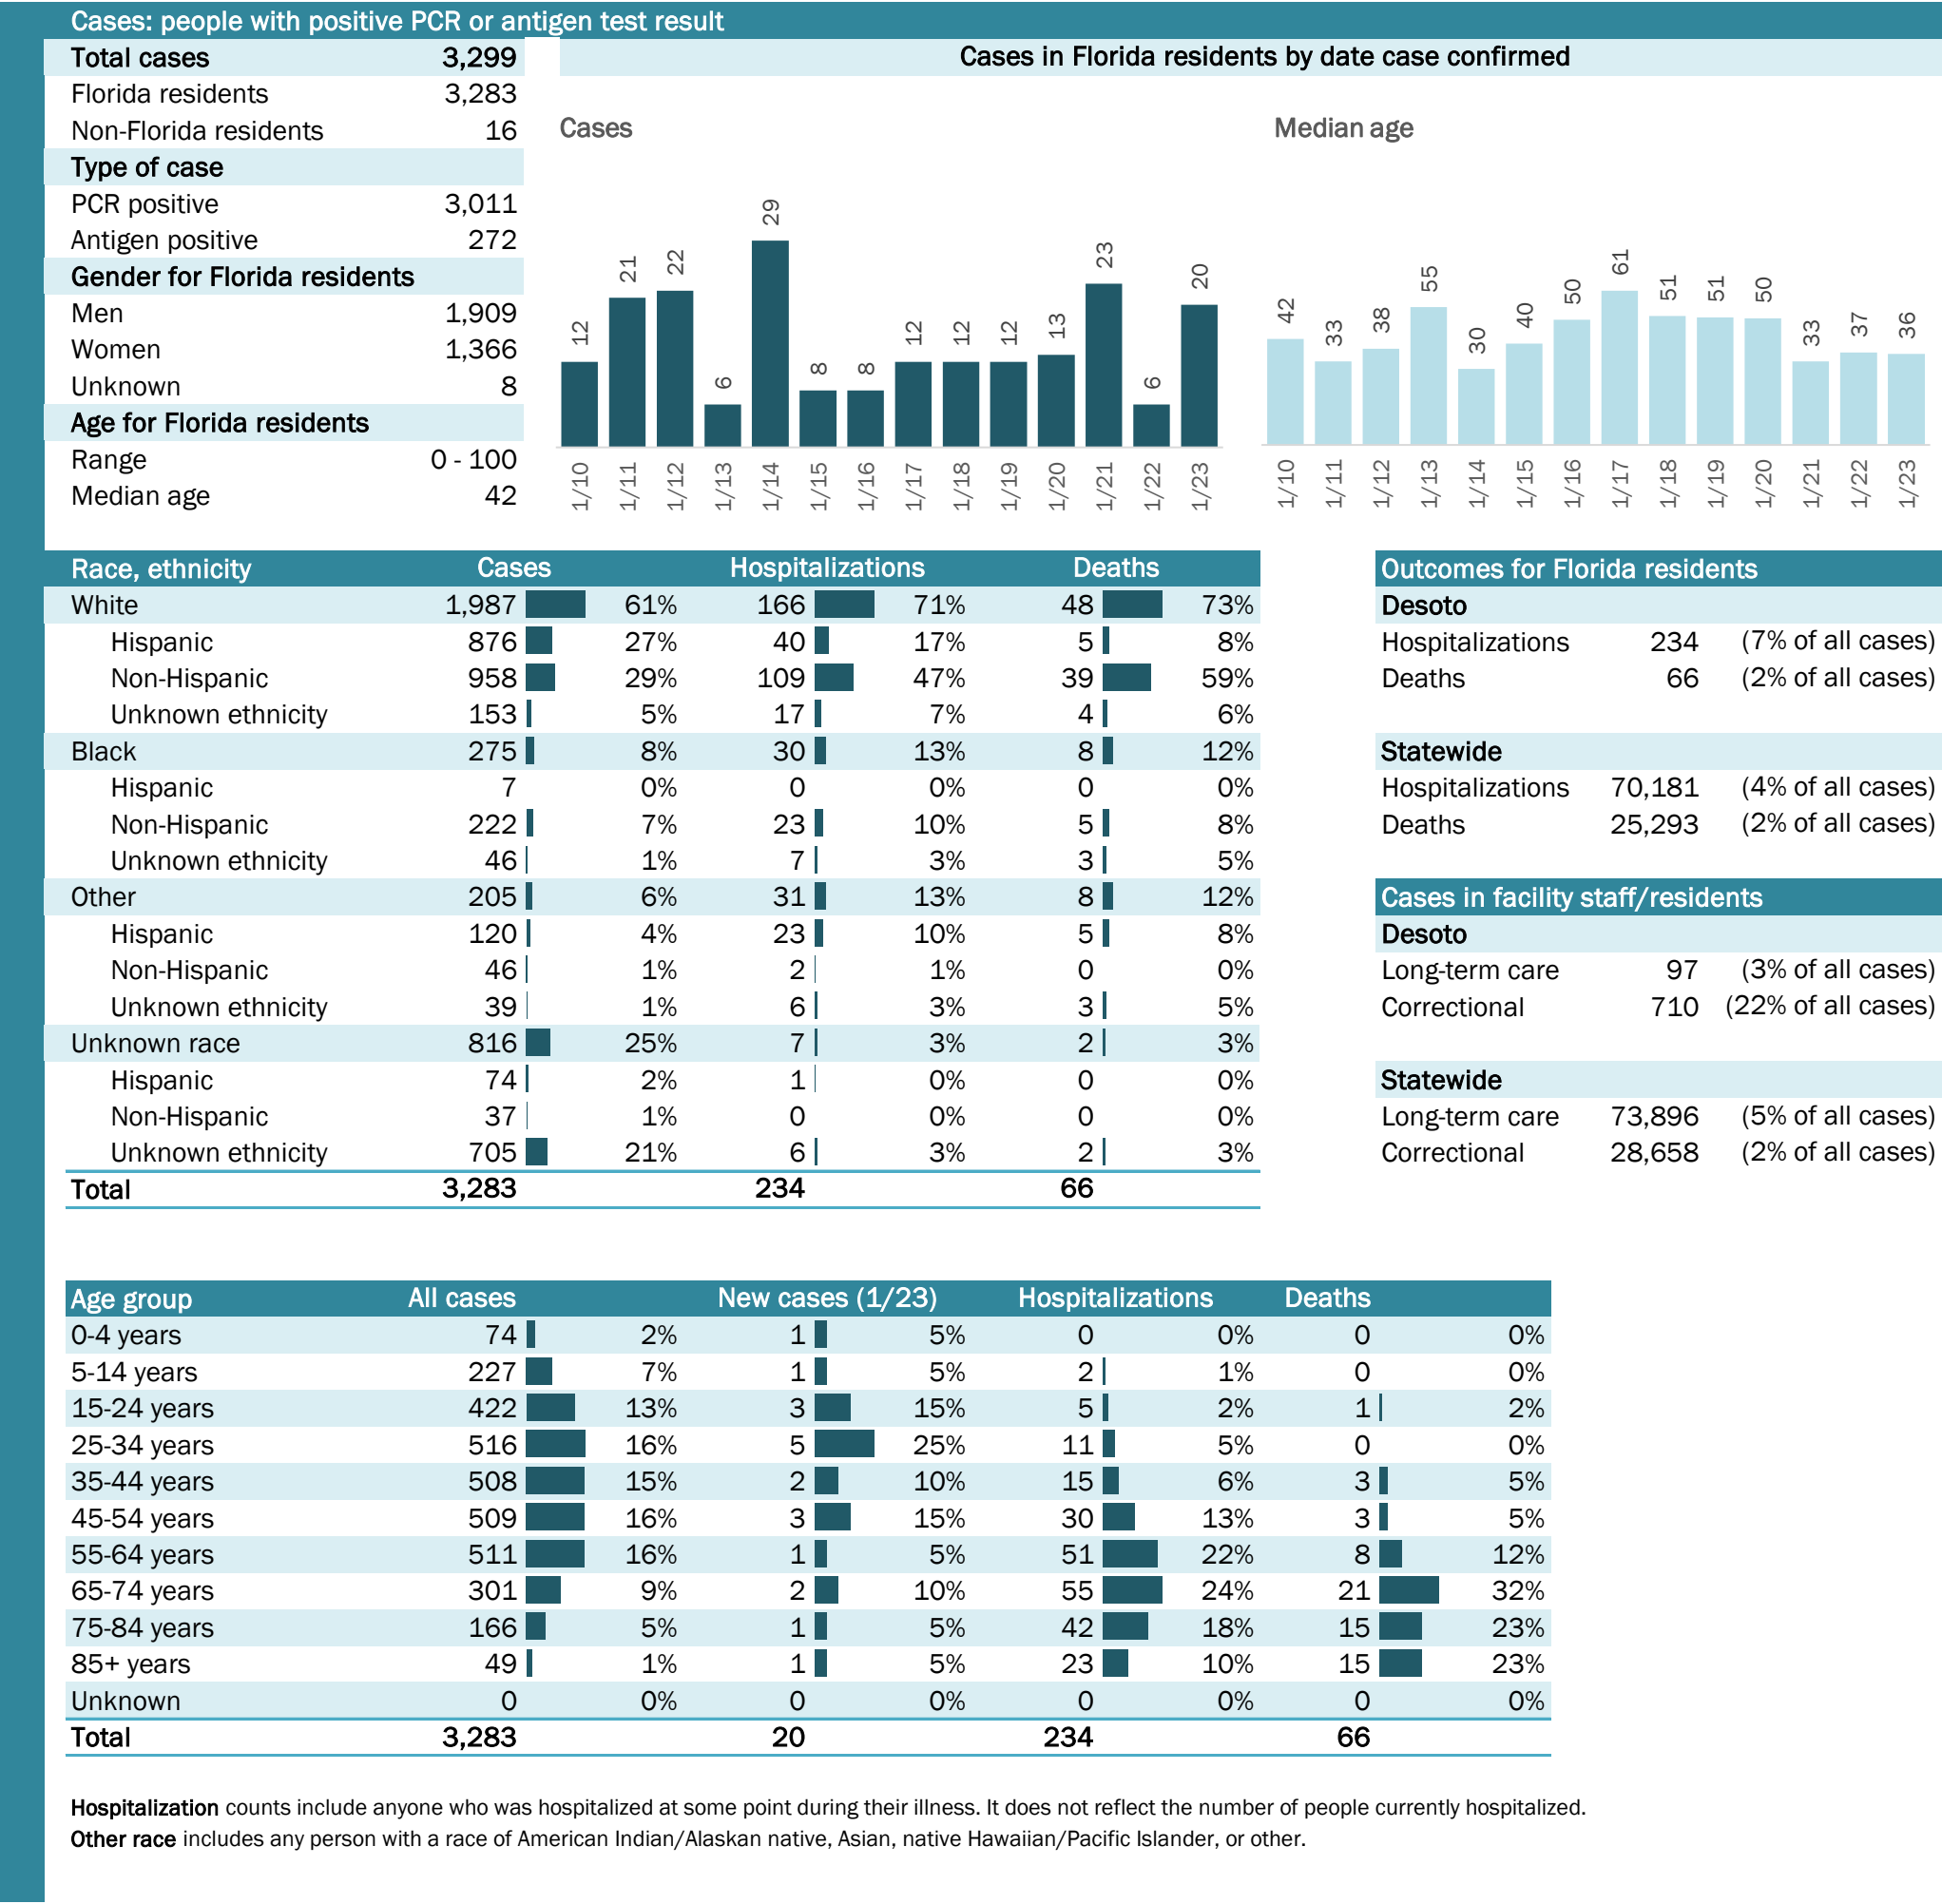 Cases: people with positive PCR or antigen test result
Total cases 3,299
Florida residents 3,283
Non-Florida residents 16
Type of case
PCR positive 3,011
Antigen positive 272
Gender for Florida residents
Men 1,909
Women 1,366
Unknown 8
Age for Florida residents
Range 0 - 100
Median age 42
Cases in Florida residents by date case confirmed
Cases
12 21 22 6 29 8 8 12 12 12 13 23 6 20
1/10 1/11 1/12 1/13 1/14 1/15 1/16 1/17 1/18 1/19 1/20 1/21 1/22 1/23
Median age
42 33 38 55 30 40 50 61 51 51 50 33 37 36
1/10 1/11 1/12 1/13 1/14 1/15 1/16 1/17 1/18 1/19 1/20 1/21 1/22 1/23
Race, ethnicity Cases Hospitalizations Deaths
White 1,987 61% 166 71% 48 73%
Hispanic 876 27% 40 17% 5 8%
Non-Hispanic 958 29% 109 47% 39 59%
Unknown ethnicity 153 5% 17 7% 4 6%
Black 275 8% 30 13% 8 12%
Hispanic 7 0% 0 0% 0 0%
Non-Hispanic 222 7% 23 10% 5 8%
Unknown ethnicity 46 1% 7 3% 3 5%
Other 205 6% 31 13% 8 12%
Hispanic 120 4% 23 10% 5 8%
Non-Hispanic 46 1% 2 1% 0 0%
Unknown ethnicity 39 1% 6 3% 3 5%
Unknown race 816 25% 7 3% 2 3%
Hispanic 74 2% 1 0% 0 0%
Non-Hispanic 37 1% 0 0% 0 0%
Unknown ethnicity 705 21% 6 3% 2 3%
Total 3,283 234 66
Outcomes for Florida residents
Desoto
Hospitalizations 234 (7% of all cases)
Deaths 66 (2% of all cases)
Statewide
Hospitalizations 70,181 (4% of all cases)
Deaths 25,293 (2% of all cases)
Cases in facility staff/residents
Desoto
Long-term care 97 (3% of all cases)
Correctional 710 (22% of all cases)
Statewide
Long-term care 73,896 (5% of all cases)
Correctional 28,658 (2% of all cases)
Age group All cases New cases (1/23) Hospitalizations Deaths
0-4 years 74 2% 1 5% 0 0% 0 0%
5-14 years 227 7% 1 5% 2 1% 0 0%
15-24 years 422 13% 3 15% 5 2% 1 2%
25-34 years 516 16% 5 25% 11 5% 0 0%
35-44 years 508 15% 2 10% 15 6% 3 5%
45-54 years 509 16% 3 15% 30 13% 3 5%
55-64 years 511 16% 1 5% 51 22% 8 12%
65-74 years 301 9% 2 10% 55 24% 21 32%
75-84 years 166 5% 1 5% 42 18% 15 23%
85+ years 49 1% 1 5% 23 10% 15 23%
Unknown 0 0% 0 0% 0 0% 0 0%
Total 3,283 20 234 66
Hospitalization counts include anyone who was hospitalized at some point during their illness. It does not reflect the number of people currently hospitalized.
Other race includes any person with a race of American Indian/Alaskan native, Asian, native Hawaiian/Pacific Islander, or other.